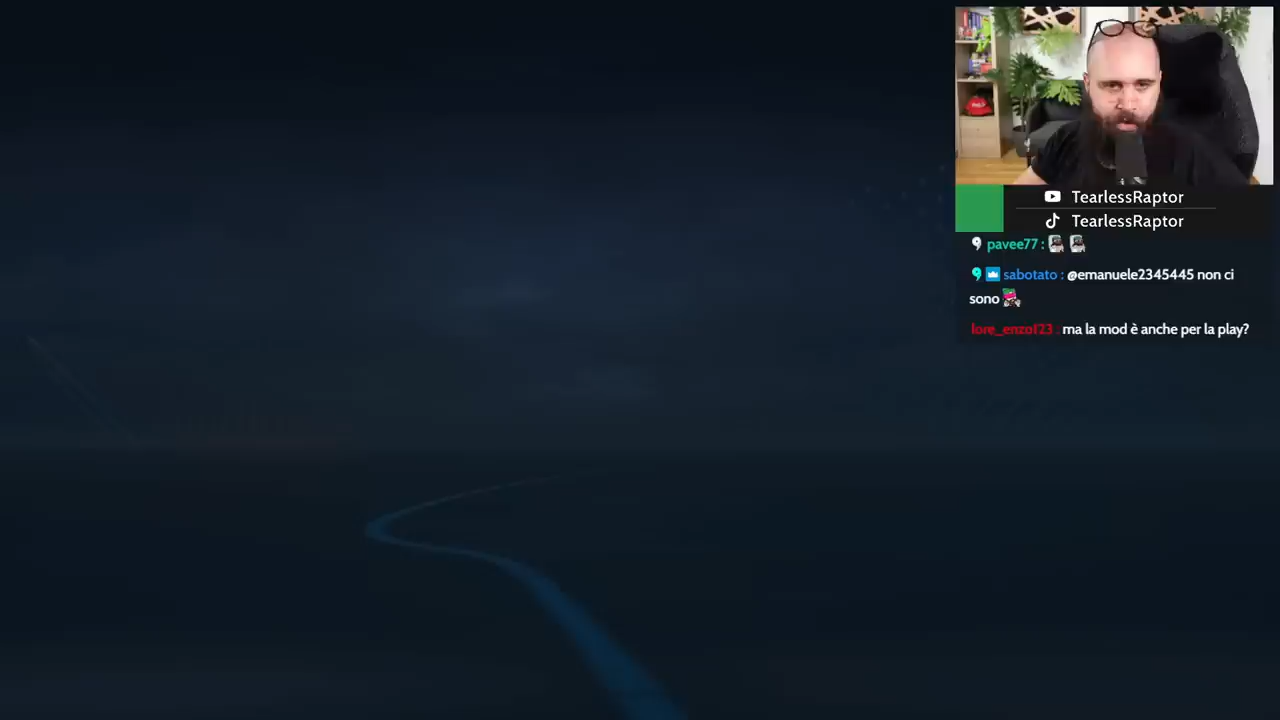 TearlessRaptor
TearlessRaptor
pavee77 :
sabotato : @emanuele2345445 non ci
sono
lore_enzo123 : ma la mod è anche per la play?